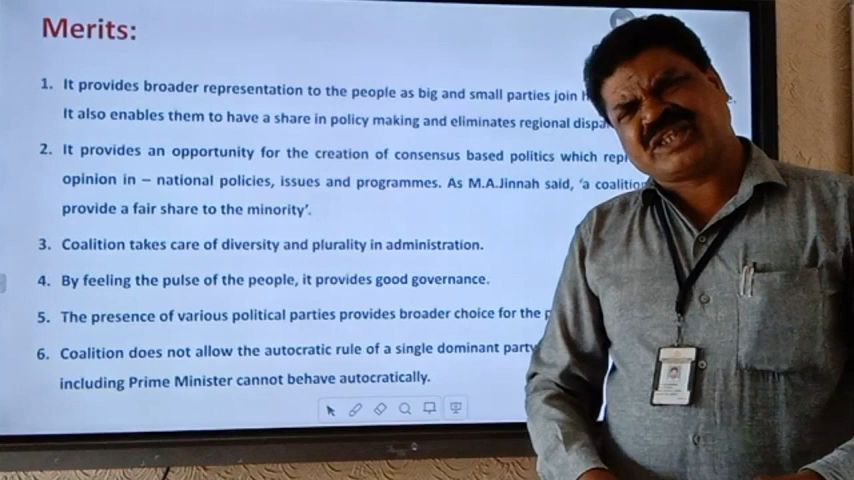 Merits:
1. It provides broader representation to the people as big and small parties join
It also enables them to have a share in policy making and eliminates regional
2. It provides an opportunity for the creation of consensus based politics which
opinion in – national policies, issues and programmes. As M.A.Jinnah said, ‘a coalition
provide a fair share to the minority’.
3. Coalition takes care of diversity and plurality in administration.
4. By feeling the pulse of the people, it provides good governance.
5. The presence of various political parties provides broader choice for the
6. Coalition does not allow the autocratic rule of a single dominant party
including Prime Minister cannot behave autocratically.